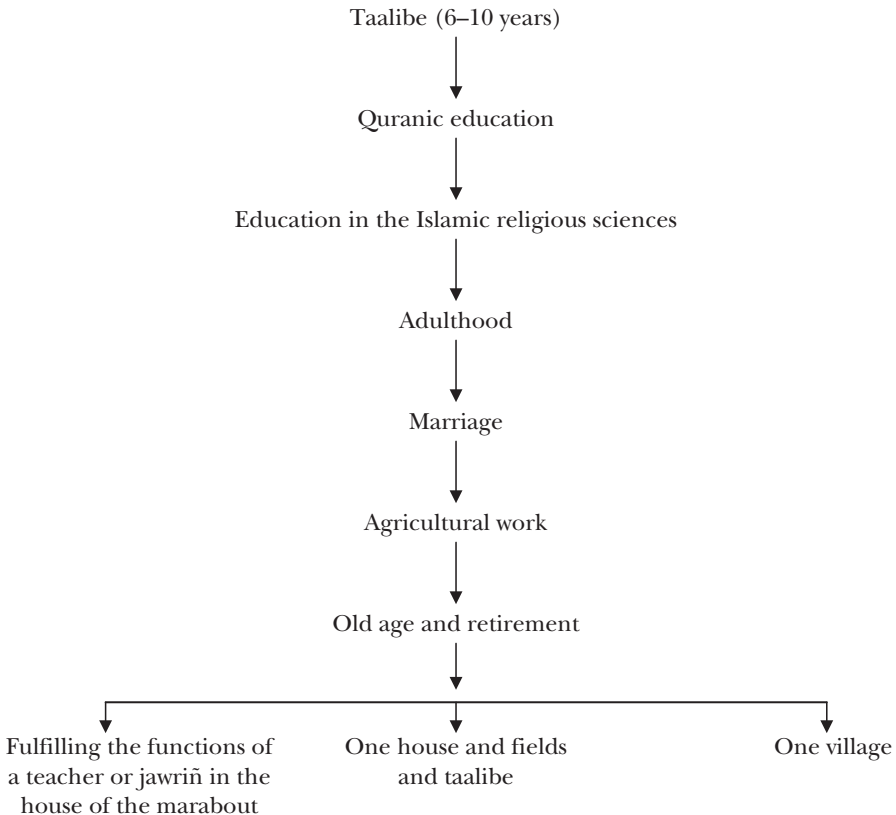 Taalibe (6–10 years)
Quranic education
Education in the Islamic religious sciences
Adulthood
Marriage
Agricultural work
Old age and retirement
Fulfilling the functions of
a teacher or jawriñ in the
house of the marabout
One house and fields
and taalibe
One village